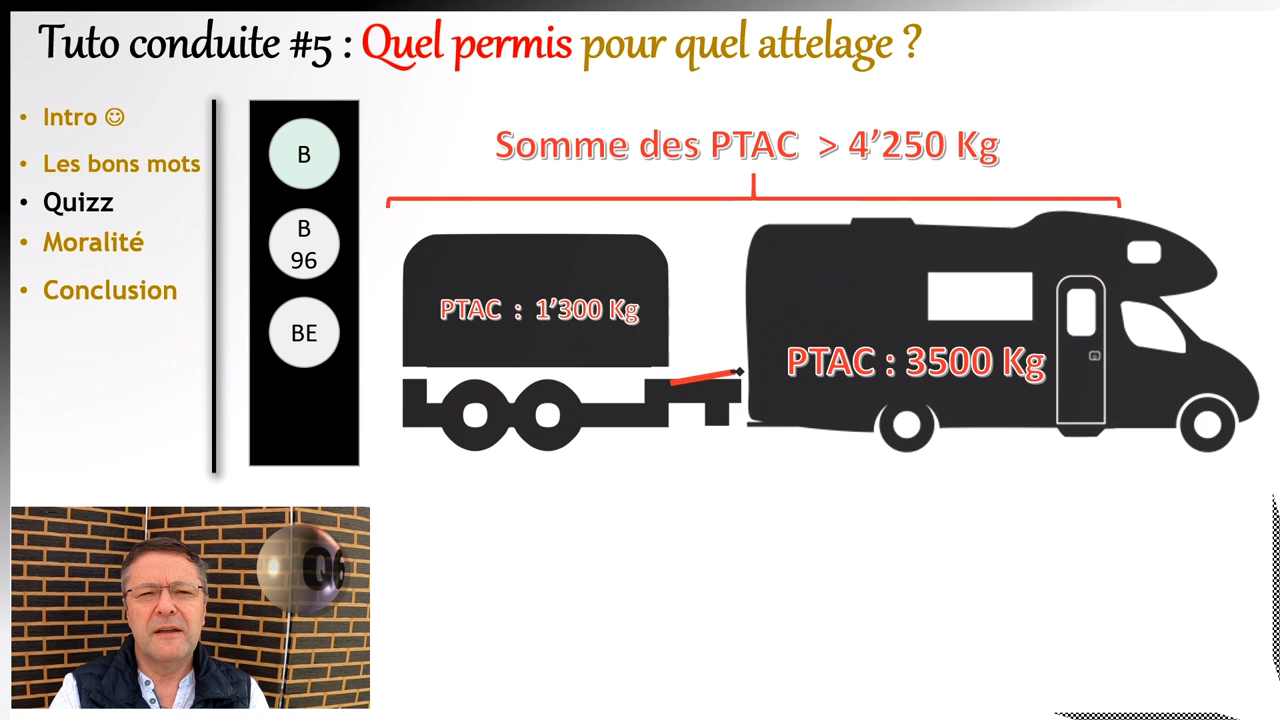 Tuto conduite #5 : Quel permis pour quel attelage ?
• Intro ☺
• Les bons mots
• Quizz
• Moralité
• Conclusion
B
B
96
BE
Somme des PTAC > 4’250 Kg
PTAC : 1’300 Kg
PTAC : 3500 Kg
Q6